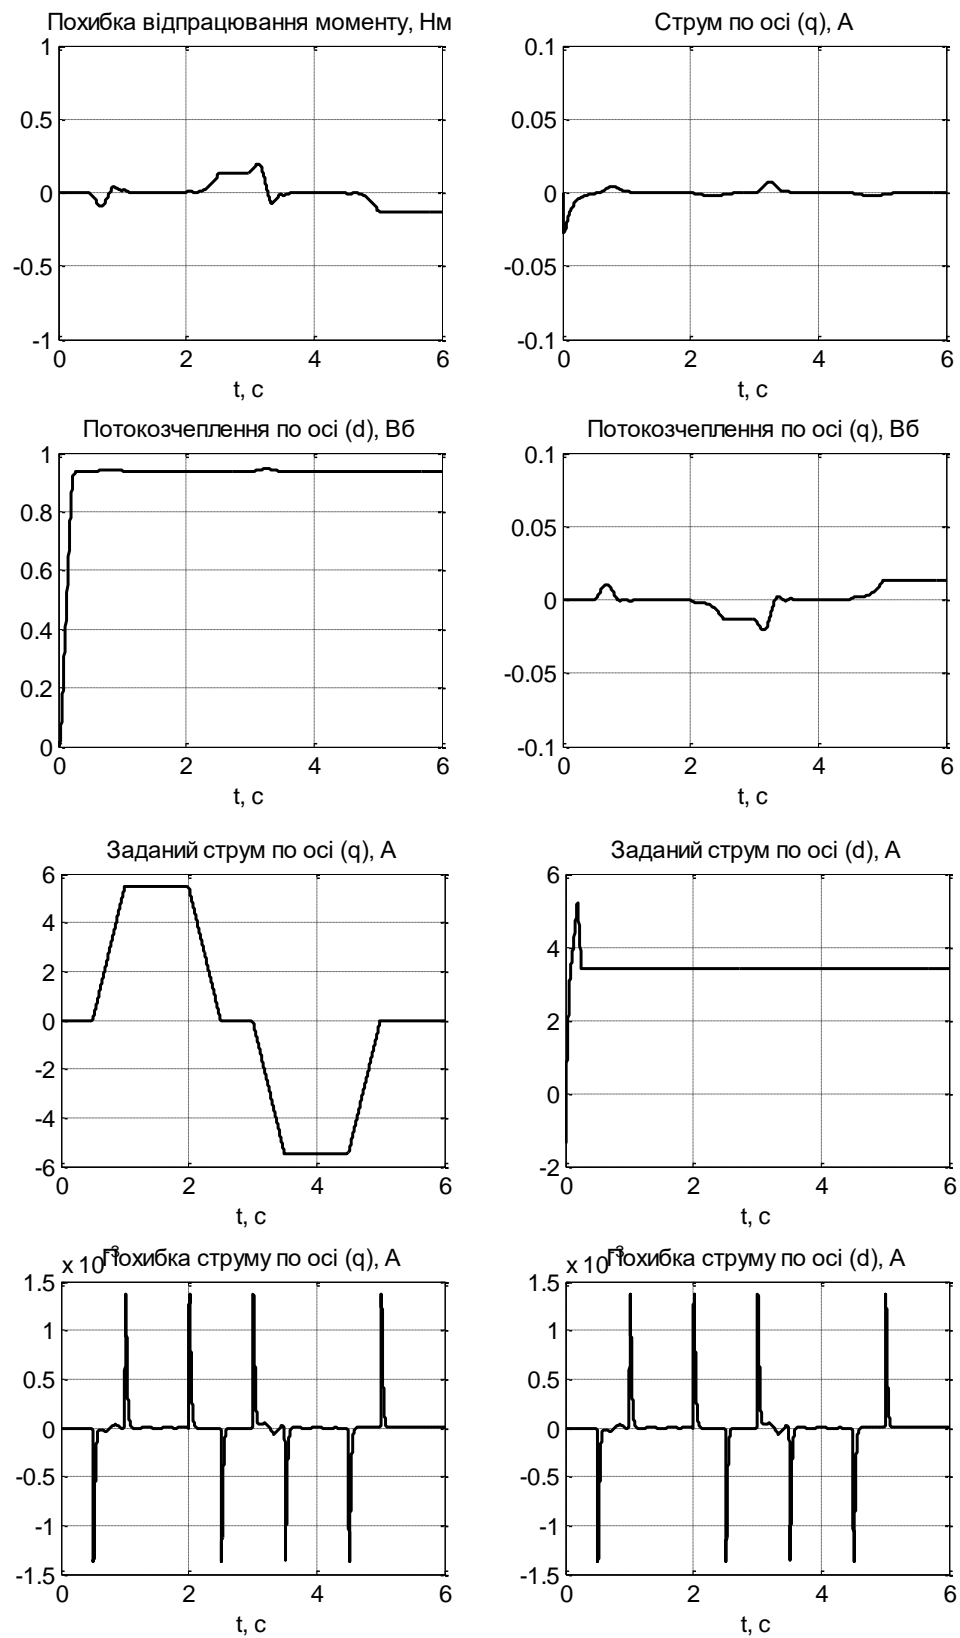 Похибка відпрацювання моменту, Нм
Струм по осі (q), А
1
0.5
0
-0.5
-1
0 2 4 6
t, с
0.1
0.05
0
-0.05
-0.1
0 2 4 6
t, с
Потокозчеплення по осі (d), Вб
Потокозчеплення по осі (q), Вб
1
0.8
0.6
0.4
0.2
0
0 2 4 6
t, с
0.1
0.05
0
-0.05
-0.1
0 2 4 6
t, с
Заданий струм по осі (q), А
Заданий струм по осі (d), А
6
4
2
0
-2
-4
-6
0 2 4 6
t, с
6
4
2
0
-2
0 2 4 6
t, с
x 10
-3
Похибка струму по осі (q), А
x 10
-3
Похибка струму по осі (d), А
1.5
1
0.5
0
-0.5
-1
-1.5
0 2 4 6
t, с
1.5
1
0.5
0
-0.5
-1
-1.5
0 2 4 6
t, с